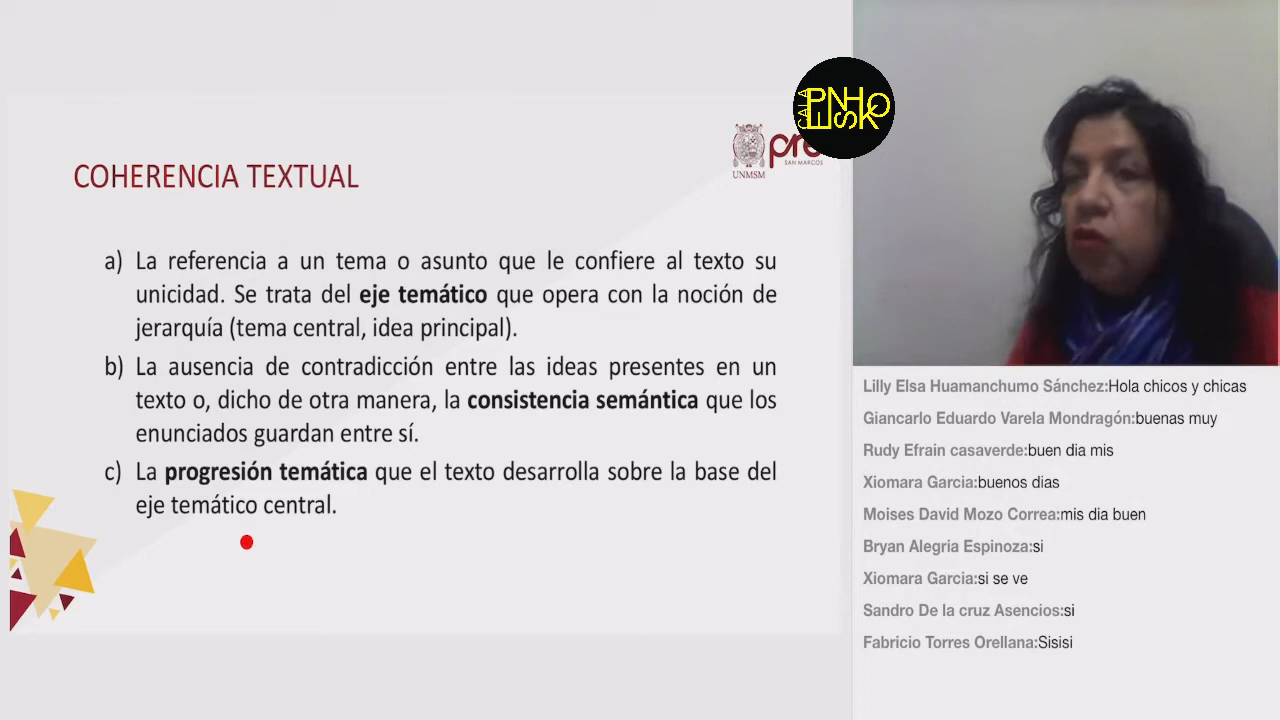 COHERENCIA TEXTUAL
UNMSM
pre
SAN MARCOS
CALA
PENHSKO
a) La referencia a un tema o asunto que le confiere al texto su
unicidad. Se trata del eje temático que opera con la noción de
jerarquía (tema central, idea principal).
b) La ausencia de contradicción entre las ideas presentes en un
texto o, dicho de otra manera, la consistencia semántica que los
enunciados guardan entre sí.
c) La progresión temática que el texto desarrolla sobre la base del
eje temático central.
Lilly Elsa Huamanchumo Sánchez:Hola chicos y chicas
Giancarlo Eduardo Varela Mondragón:buenas muy
Rudy Efrain casaverde:buen dia mis
Xiomara Garcia:buenos dias
Moises David Mozo Correa:mis dia buen
Bryan Alegria Espinoza:si
Xiomara Garcia:si se ve
Sandro De la cruz Asencios:si
Fabricio Torres Orellana:Sisisi